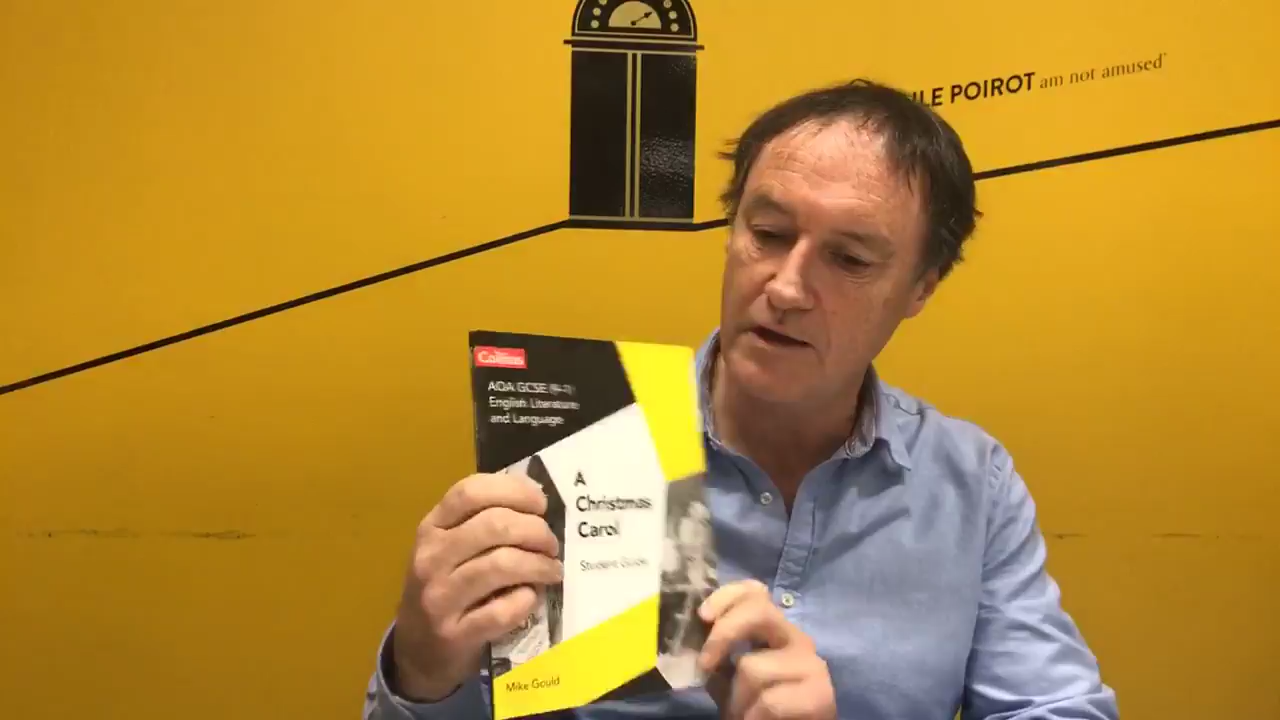 POIROT am not amused"
Collins
AQA GCSE (9-1)
English Literature
and Language
A
Christmas
Carol
Student Guide
Mike Gould